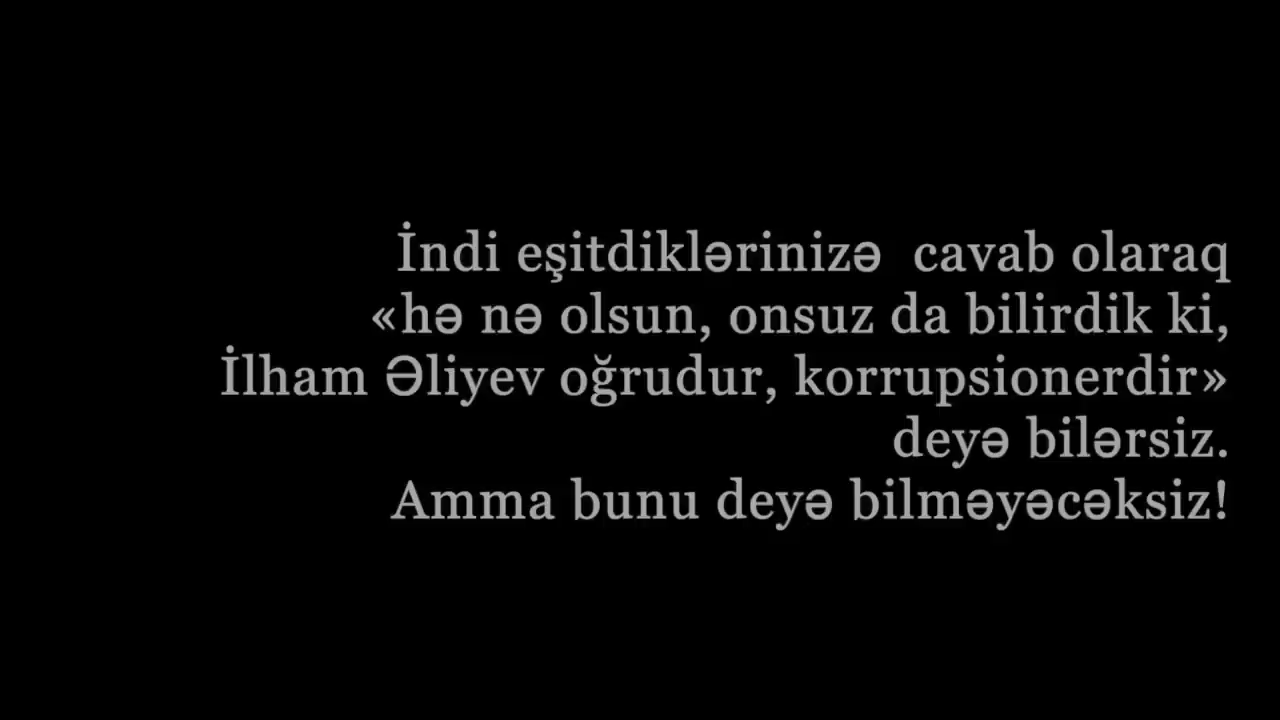 İndi eşitdiklərinizə  cavab olaraq
«hə nə olsun, onsuz da bilirdik ki,
İlham Əliyev oğrudur, korrupsionerdir»
deyə bilərsiz.
Amma bunu deyə bilməyəcəksiz!